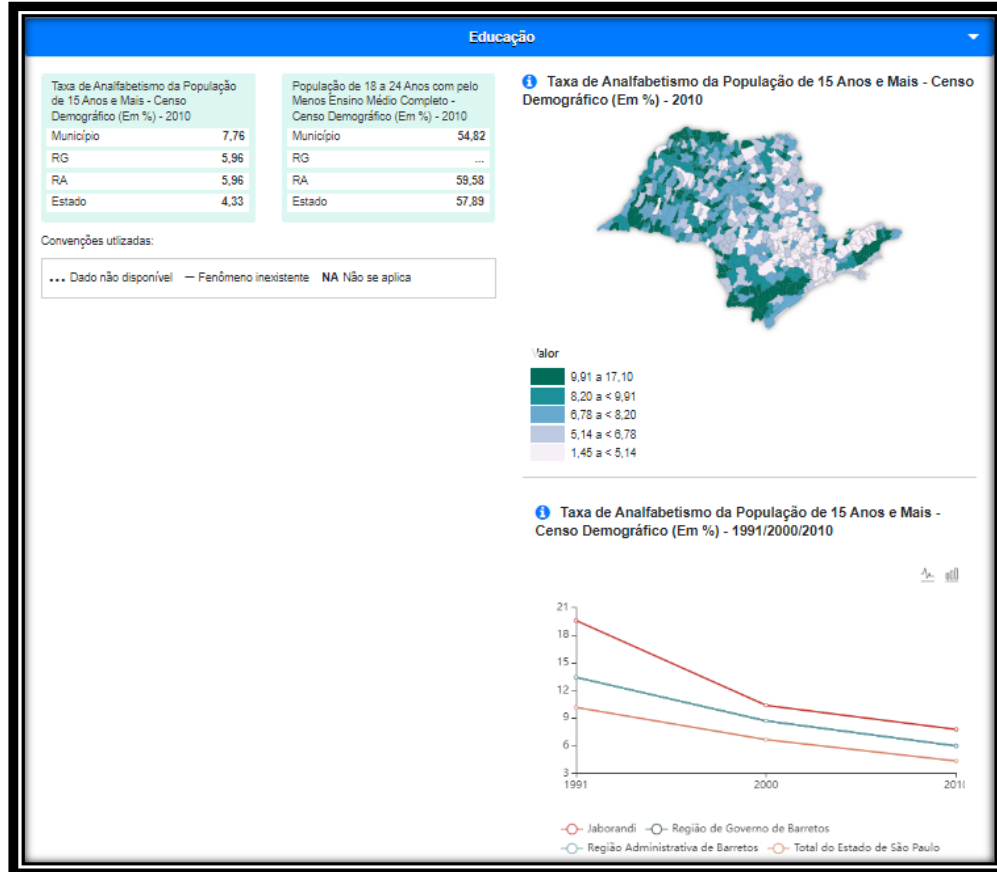 Educação
Taxa de Analfabetismo da População
de 15 Anos e Mais - Censo
Demográfico (Em %) - 2010
Município 7,76
RG 5,96
RA 5,96
Estado 4,33
População de 18 a 24 Anos com pelo
Menos Ensino Médio Completo -
Censo Demográfico (Em %) - 2010
Município 54,82
RG ...
RA 59,58
Estado 57,89
Convenções utlizadas:
... Dado não disponível — Fenômeno inexistente NA Não se aplica
Taxa de Analfabetismo da População de 15 Anos e Mais - Censo
Demográfico (Em %) - 2010
Valor
9,91 a 17,10
8,20 a < 9,91
6,78 a < 8,20
5,14 a < 6,78
1,45 a < 5,14
Taxa de Analfabetismo da População de 15 Anos e Mais -
Censo Demográfico (Em %) - 1991/2000/2010
21
18
15
12
9
6
3
1991 2000 2010
Jaborandi Região de Governo de Barretos
Região Administrativa de Barretos Total do Estado de São Paulo